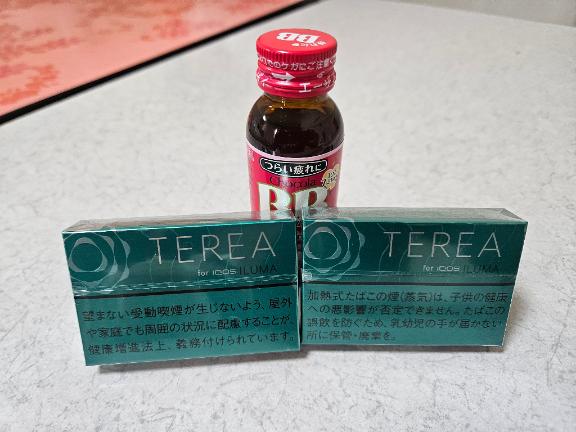 BB
つらい疲れに
CHOCOLA
BB
TEREA
for IQOS ILUMA
望まない受動喫煙が生じないよう、屋外
や家庭でも周囲の状況に配慮することが、
健康増進法上、義務付けられています。
TEREA
for IQOS ILUMA
加熱式たばこの煙(蒸気)は、子供の健康
への悪影響が否定できません。たばこの
誤飲を防ぐため、乳幼児の手が届かない
所に保管・廃棄を。